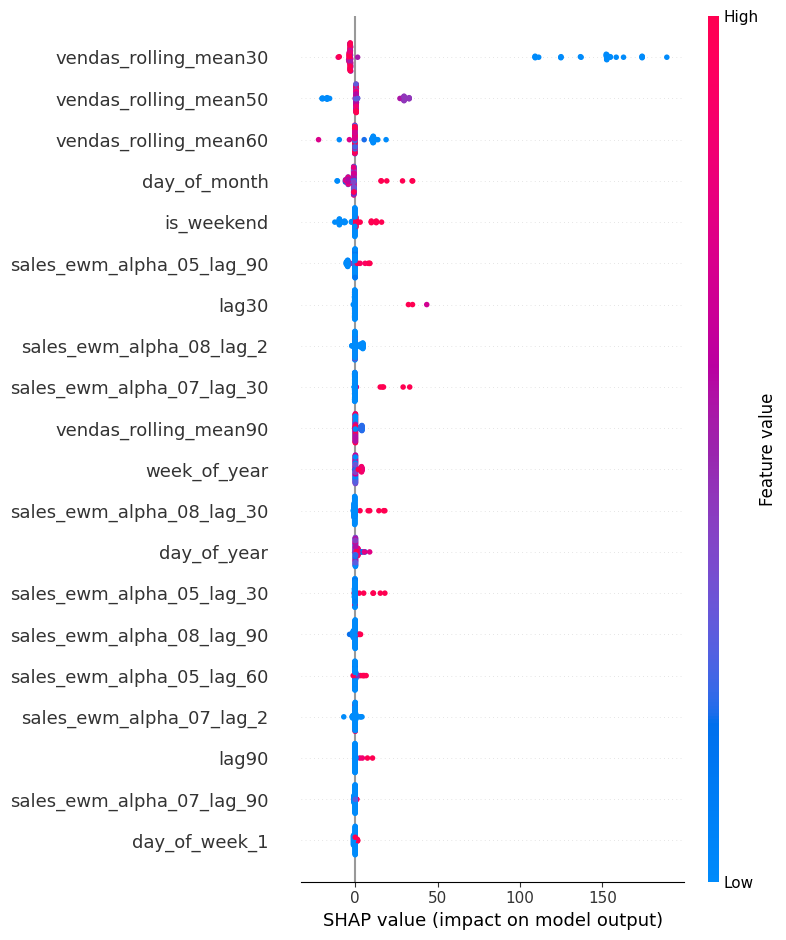 High
vendas_rolling_mean30
vendas_rolling_mean50
vendas_rolling_mean60
day_of_month
is_weekend
sales_ewm_alpha_05_lag_90
lag30
sales_ewm_alpha_08_lag_2
sales_ewm_alpha_07_lag_30
vendas_rolling_mean90
week_of_year
sales_ewm_alpha_08_lag_30
day_of_year
sales_ewm_alpha_05_lag_30
sales_ewm_alpha_08_lag_90
sales_ewm_alpha_05_lag_60
sales_ewm_alpha_07_lag_2
lag90
sales_ewm_alpha_07_lag_90
day_of_week_1
Feature value
Low
0 50 100 150
SHAP value (impact on model output)